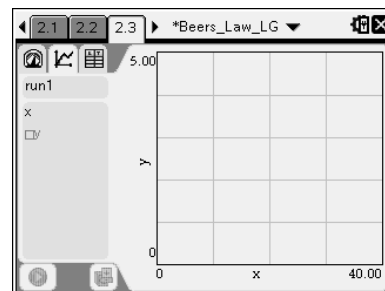 2.1 2.2 2.3 *Beers_Law_LG
run1
x
y
5.00
y
0
0 x 40.00